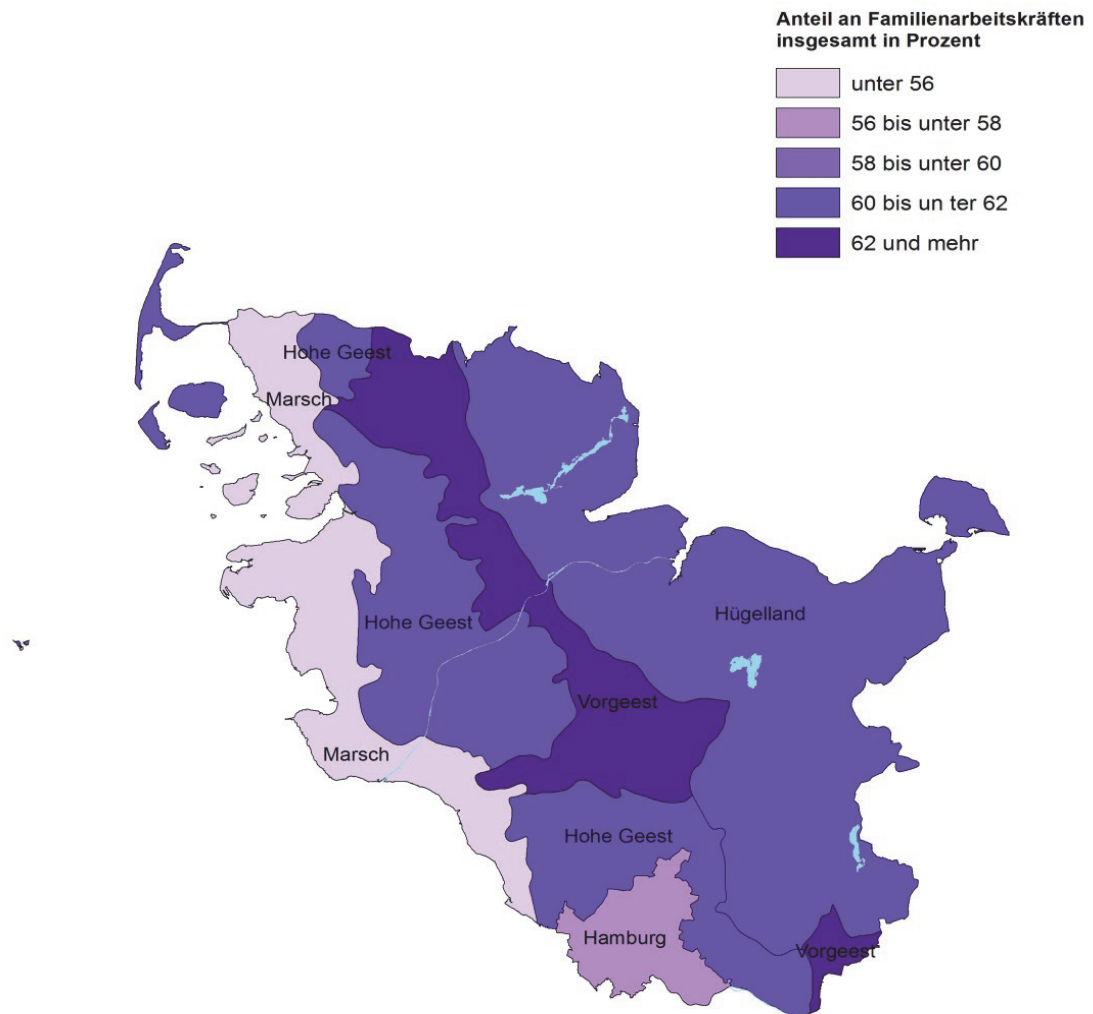 Anteil an Familienarbeitskräften
insgesamt in Prozent
unter 56
56 bis unter 58
58 bis unter 60
60 bis un ter 62
62 und mehr
Hohe Geest
Marsch
Hohe Geest
Hügelland
Vorgeest
Marsch
Hohe Geest
Hamburg
Vorgeest